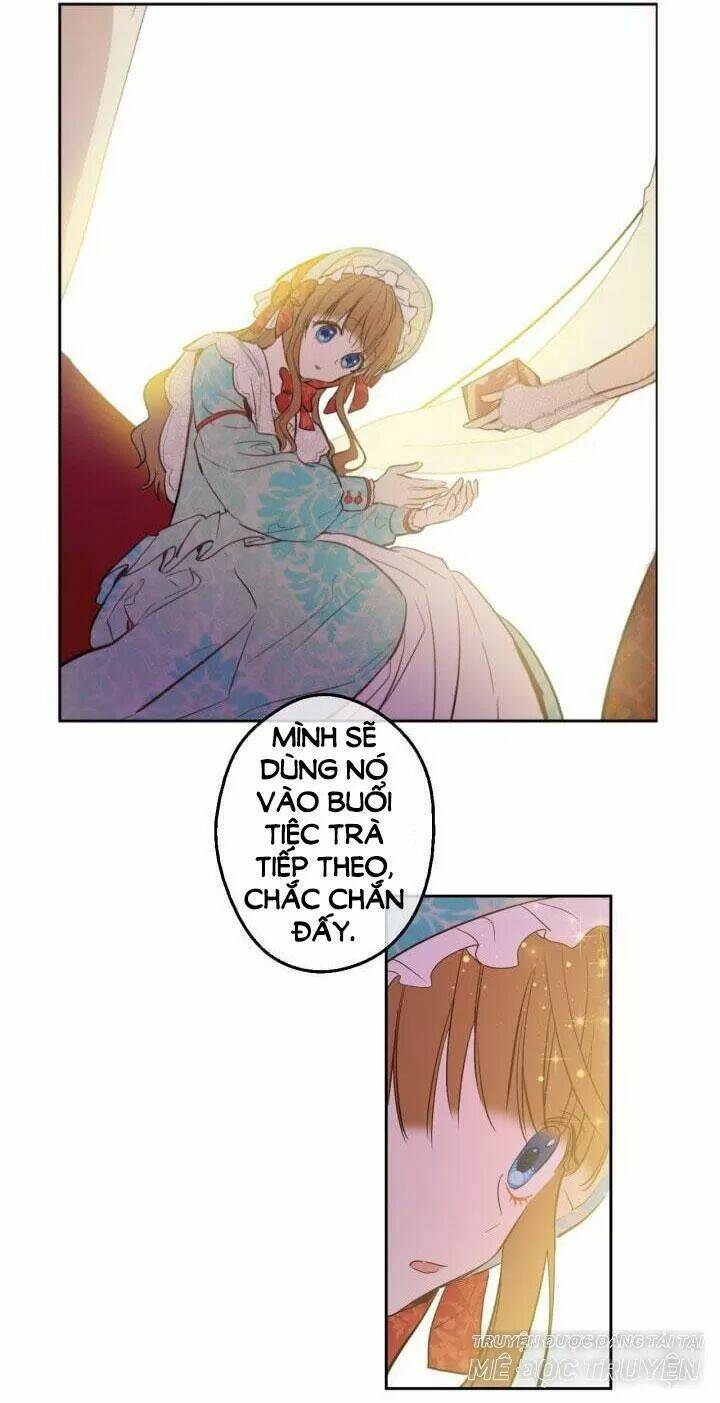 MÌNH SẼ
DÙNG NÓ
VÀO BUỔI
TIỆC TRÀ
TIẾP THEO,
CHẮC CHẮN
ĐẤY.
TRUYỆN ĐƯỢC ĐĂNG TẢI TẠI
MÊ ĐỌC TRUYỆN